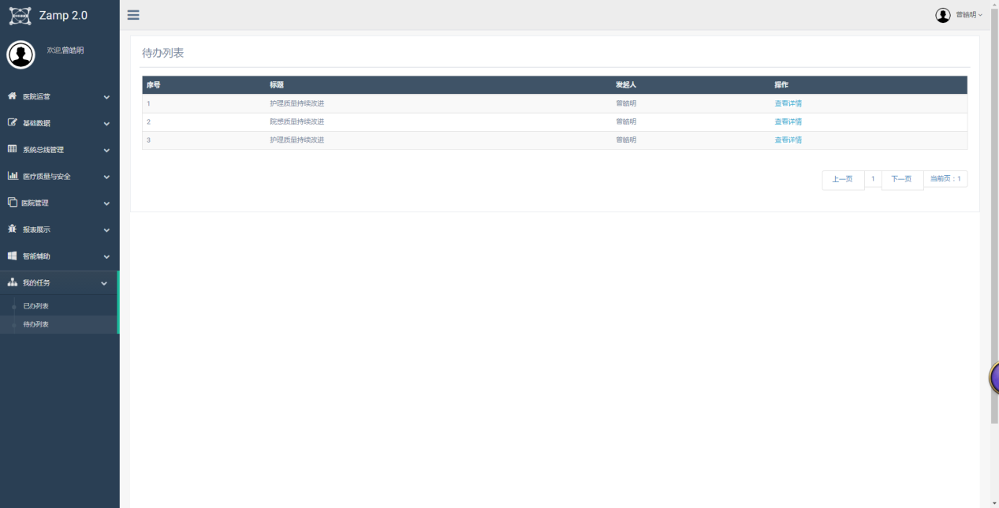 Zamp 2.0
曾皓明
欢迎,曾皓明
医院运营
基础数据
系统总线管理
医疗质量与安全
医院管理
报表展示
智能辅助
我的任务
已办列表
待办列表
待办列表
序号 标题 发起人 操作
1 护理质量持续改进 曾皓明 查看详情
2 院感质量持续改进 曾皓明 查看详情
3 护理质量持续改进 曾皓明 查看详情
上一页 1 下一页 当前页：1